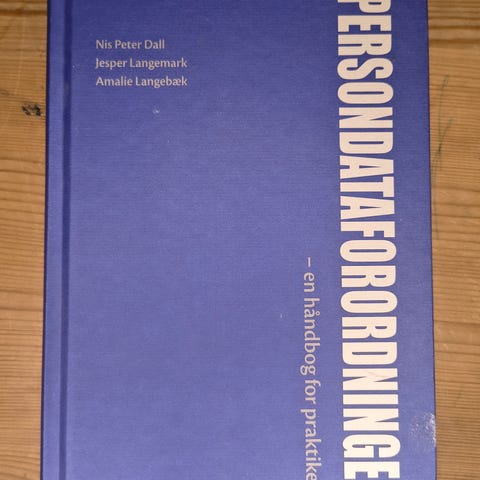 Nis Peter Dall
Jesper Langemark
Amalie Langebæk
PERSONDATAFORORDNINGE
– en håndbog for praktike